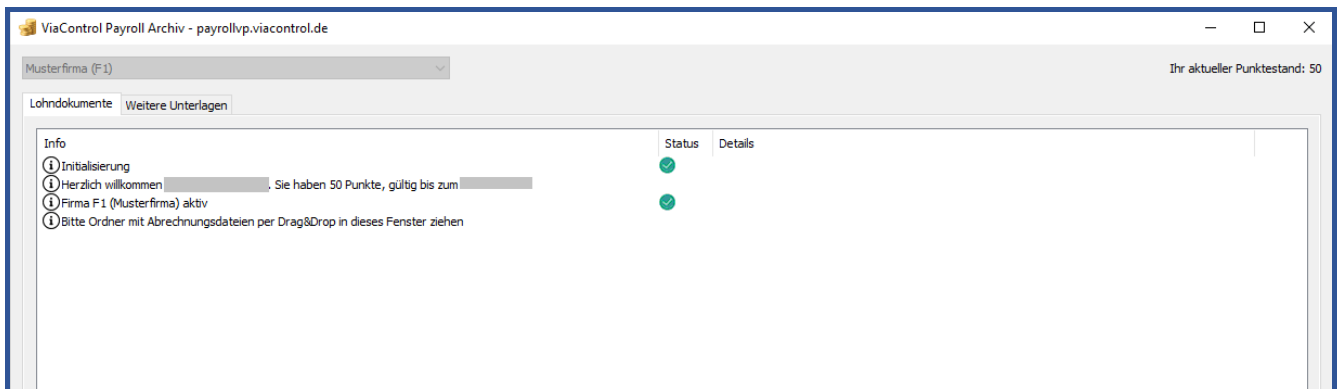 ViaControl Payroll Archiv - payrollvp.viacontrol.de
Musterfirma (F1)
Ihr aktueller Punktestand: 50
Lohndokumente Weitere Unterlagen
Info Status Details
Initialisierung
Herzlich willkommen . Sie haben 50 Punkte, gültig bis zum
Firma F1 (Musterfirma) aktiv
Bitte Ordner mit Abrechnungsdateien per Drag&Drop in dieses Fenster ziehen